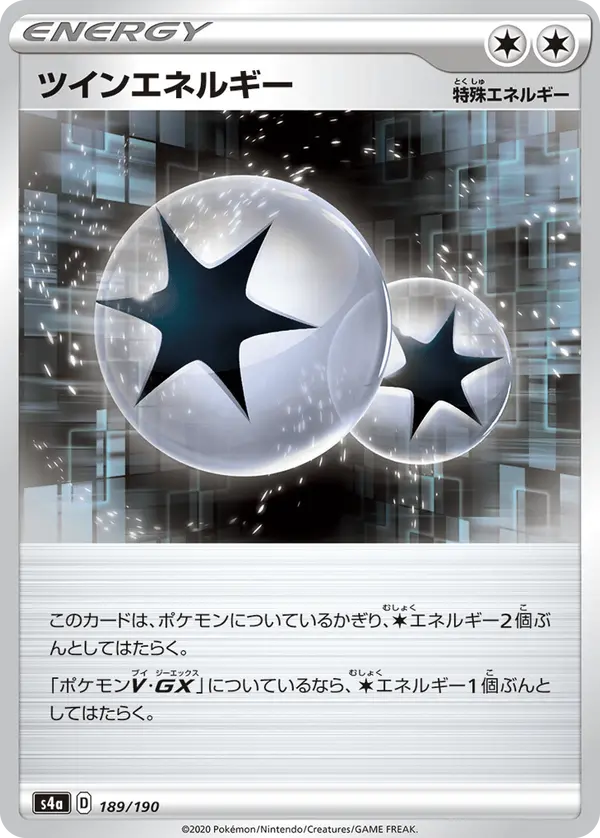 ENERGY
ツインエネルギー
とくしゅ
特殊エネルギー
むしょく こ
このカードは、ポケモンについているかぎり、エネルギー2個ぶ
んとしてはたらく。
ブイ ジーエックス むしょく こ
「ポケモンV・GX」についているなら、エネルギー1個ぶんと
してはたらく。
s4a D 189/190
©2020 Pokémon/Nintendo/Creatures/GAME FREAK.